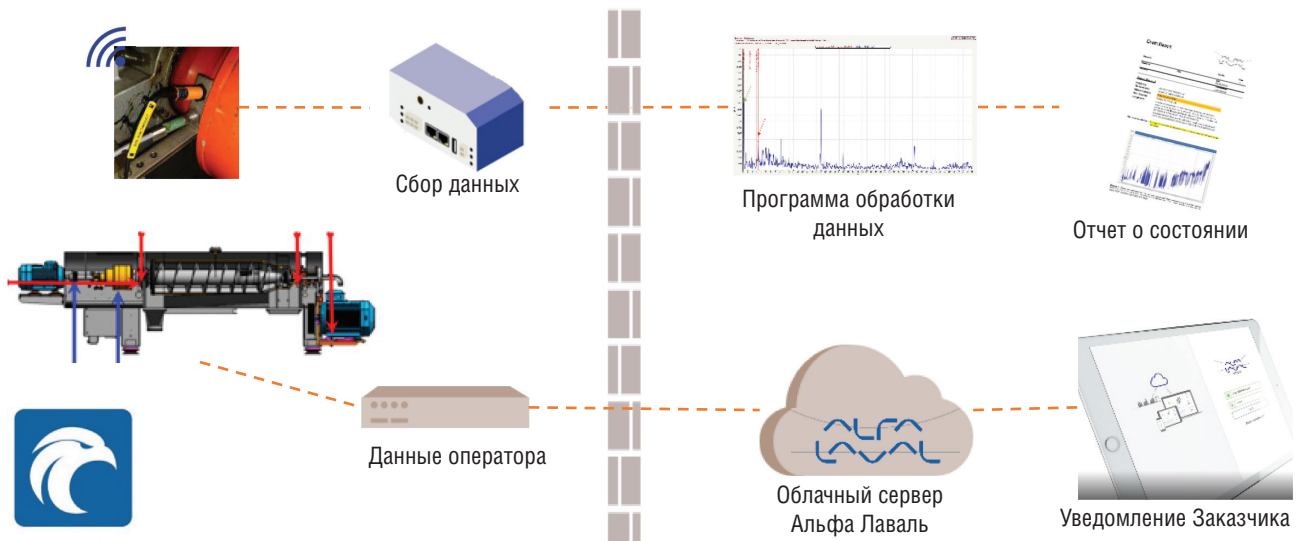 Сбор данных
Программа обработки
данных
Отчет о состоянии
Данные оператора
ALFA
LAVAL
Облачный сервер
Альфа Лаваль
Уведомление Заказчика